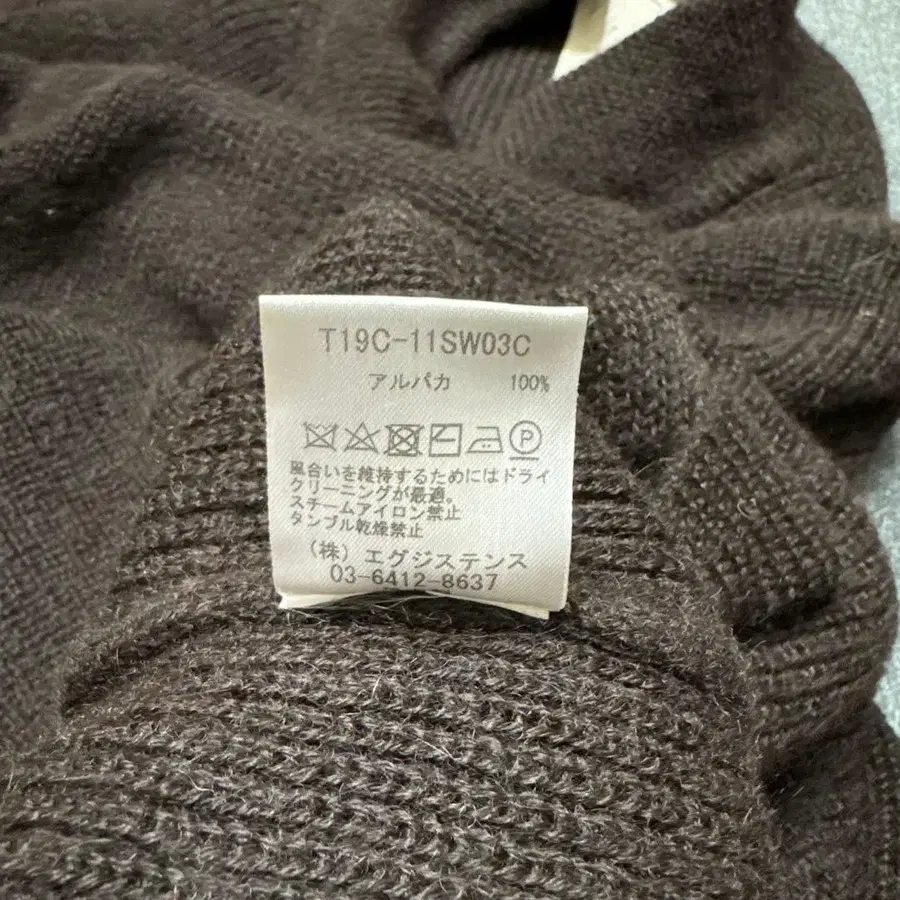 T19C-11SW03C
アルパカ 100%
P
風合いを維持するためにはドライ
クリーニングが最適。
スチームアイロン禁止
タンブル乾燥禁止
(株) エグジステンス
03-6412-8637